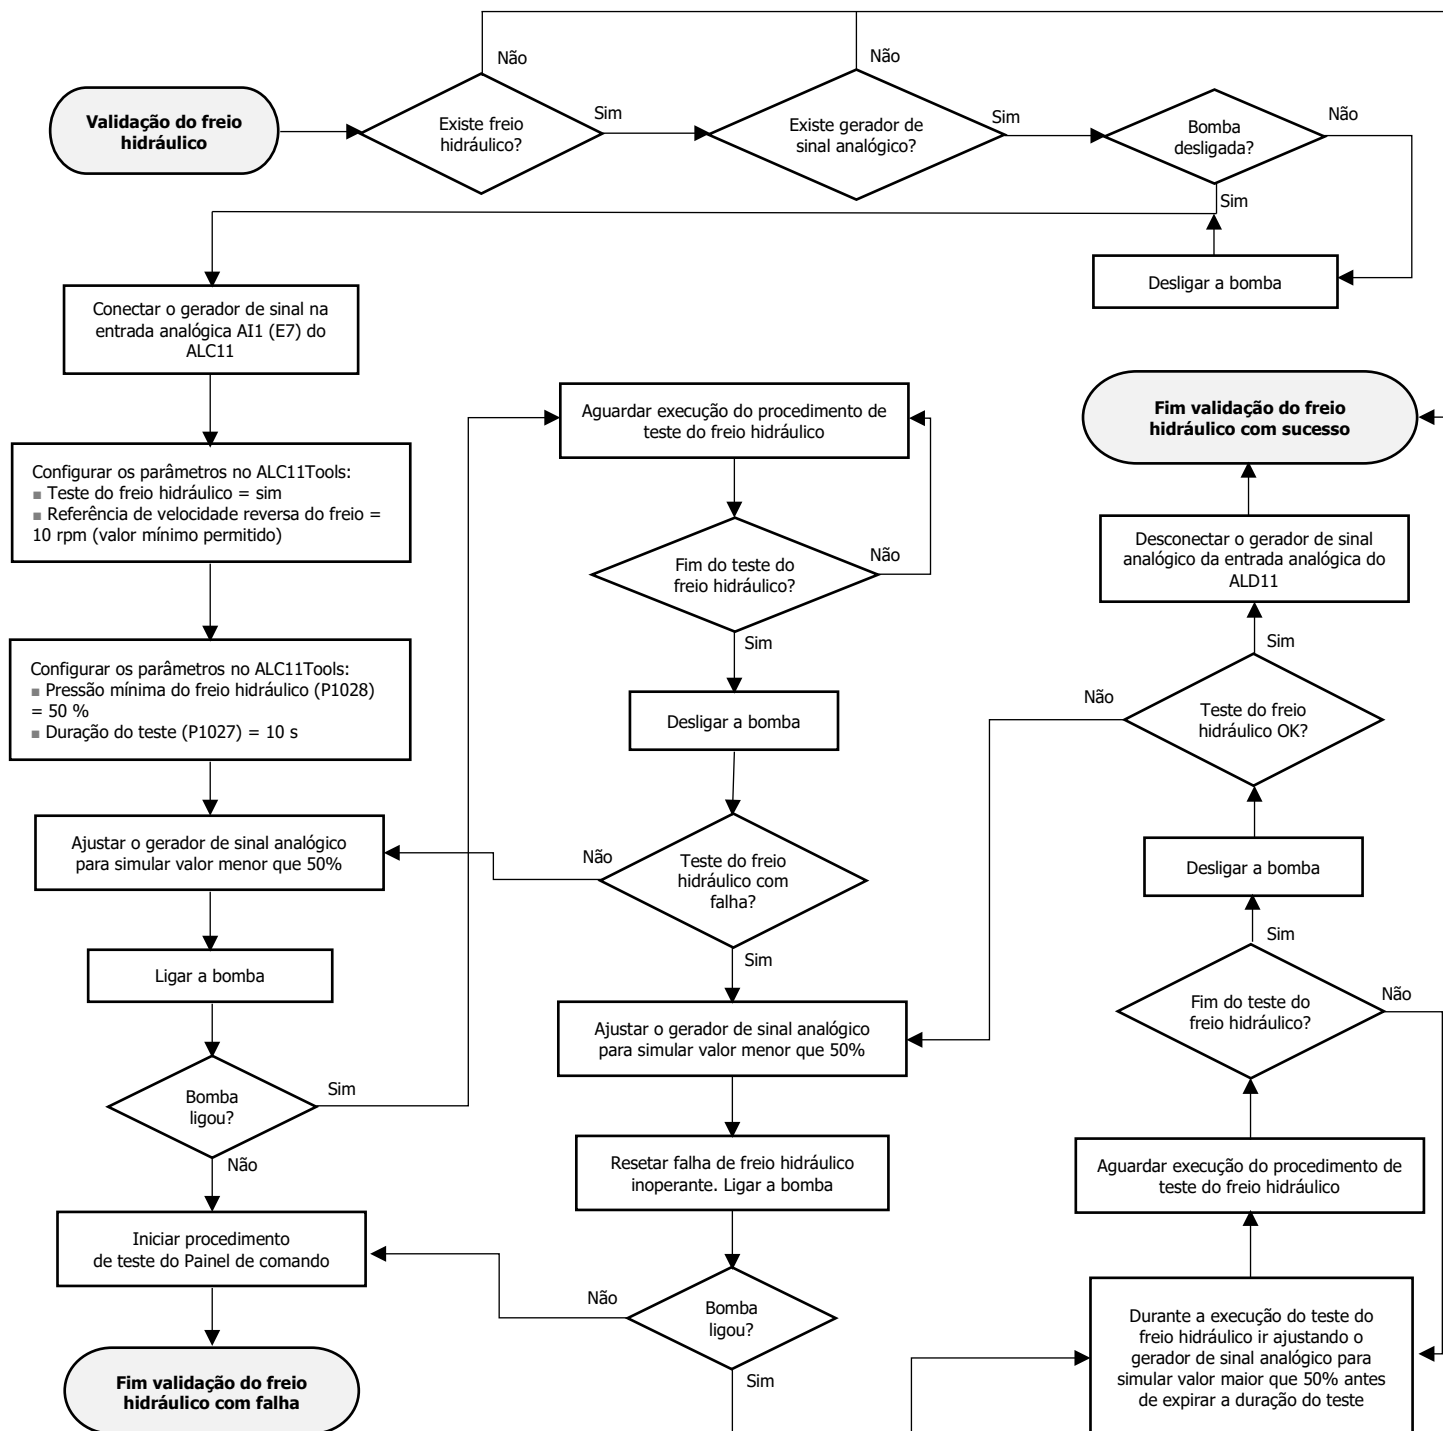 Não
Não
Validação do freio
hidráulico
Existe freio
hidráulico?
Sim
Existe gerador de
sinal analógico?
Sim
Bomba
desligada?
Não
Sim
Desligar a bomba
Conectar o gerador de sinal na
entrada analógica AI1 (E7) do
ALC11
Configurar os parâmetros no ALC11Tools:
▪ Teste do freio hidráulico = sim
▪ Referência de velocidade reversa do freio =
10 rpm (valor mínimo permitido)
Configurar os parâmetros no ALC11Tools:
▪ Pressão mínima do freio hidráulico (P1028)
= 50 %
▪ Duração do teste (P1027) = 10 s
Ajustar o gerador de sinal analógico
para simular valor menor que 50%
Ligar a bomba
Bomba
ligou?
Sim
Não
Iniciar procedimento
de teste do Painel de comando
Fim validação do freio
hidráulico com falha
Aguardar execução do procedimento de
teste do freio hidráulico
Fim do teste do
freio hidráulico?
Não
Sim
Desligar a bomba
Não
Teste do freio
hidráulico com
falha?
Sim
Ajustar o gerador de sinal analógico
para simular valor menor que 50%
Resetar falha de freio hidráulico
inoperante. Ligar a bomba
Não
Bomba
ligou?
Sim
Fim validação do freio
hidráulico com sucesso
Desconectar o gerador de sinal
analógico da entrada analógica do
ALD11
Sim
Não
Teste do freio
hidráulico OK?
Desligar a bomba
Sim
Fim do teste do
freio hidráulico?
Não
Aguardar execução do procedimento de
teste do freio hidráulico
Durante a execução do teste do
freio hidráulico ir ajustando o
gerador de sinal analógico para
simular valor maior que 50% antes
de expirar a duração do teste